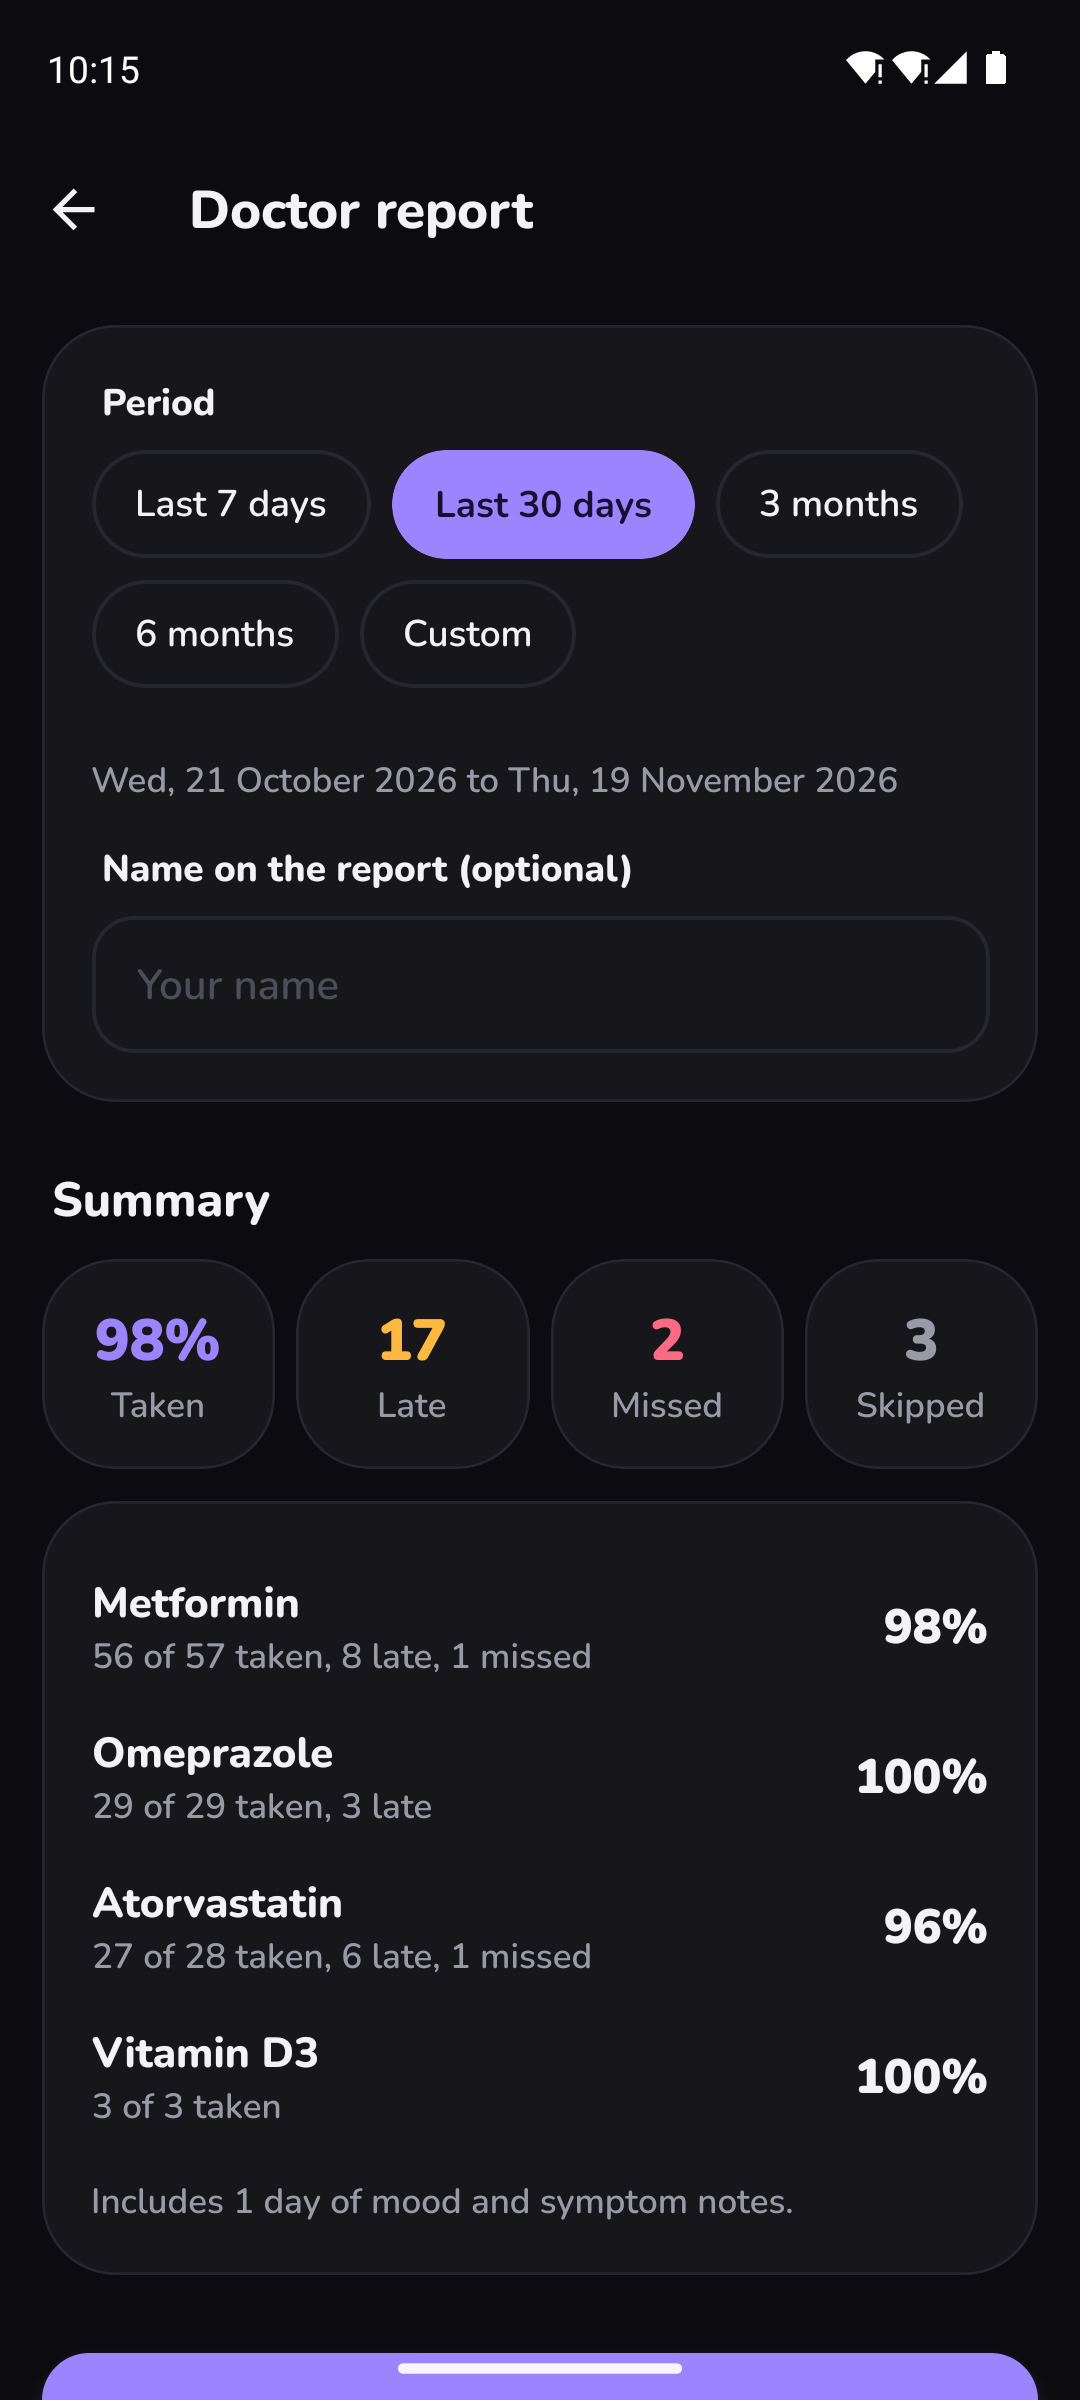 10:15
Doctor report
Period
Last 7 days
Last 30 days
3 months
6 months
Custom
Wed, 21 October 2026 to Thu, 19 November 2026
Name on the report (optional)
Your name
Summary
98%
Taken
17
Late
2
Missed
3
Skipped
Metformin
56 of 57 taken, 8 late, 1 missed
98%
Omeprazole
29 of 29 taken, 3 late
100%
Atorvastatin
27 of 28 taken, 6 late, 1 missed
96%
Vitamin D3
3 of 3 taken
100%
Includes 1 day of mood and symptom notes.